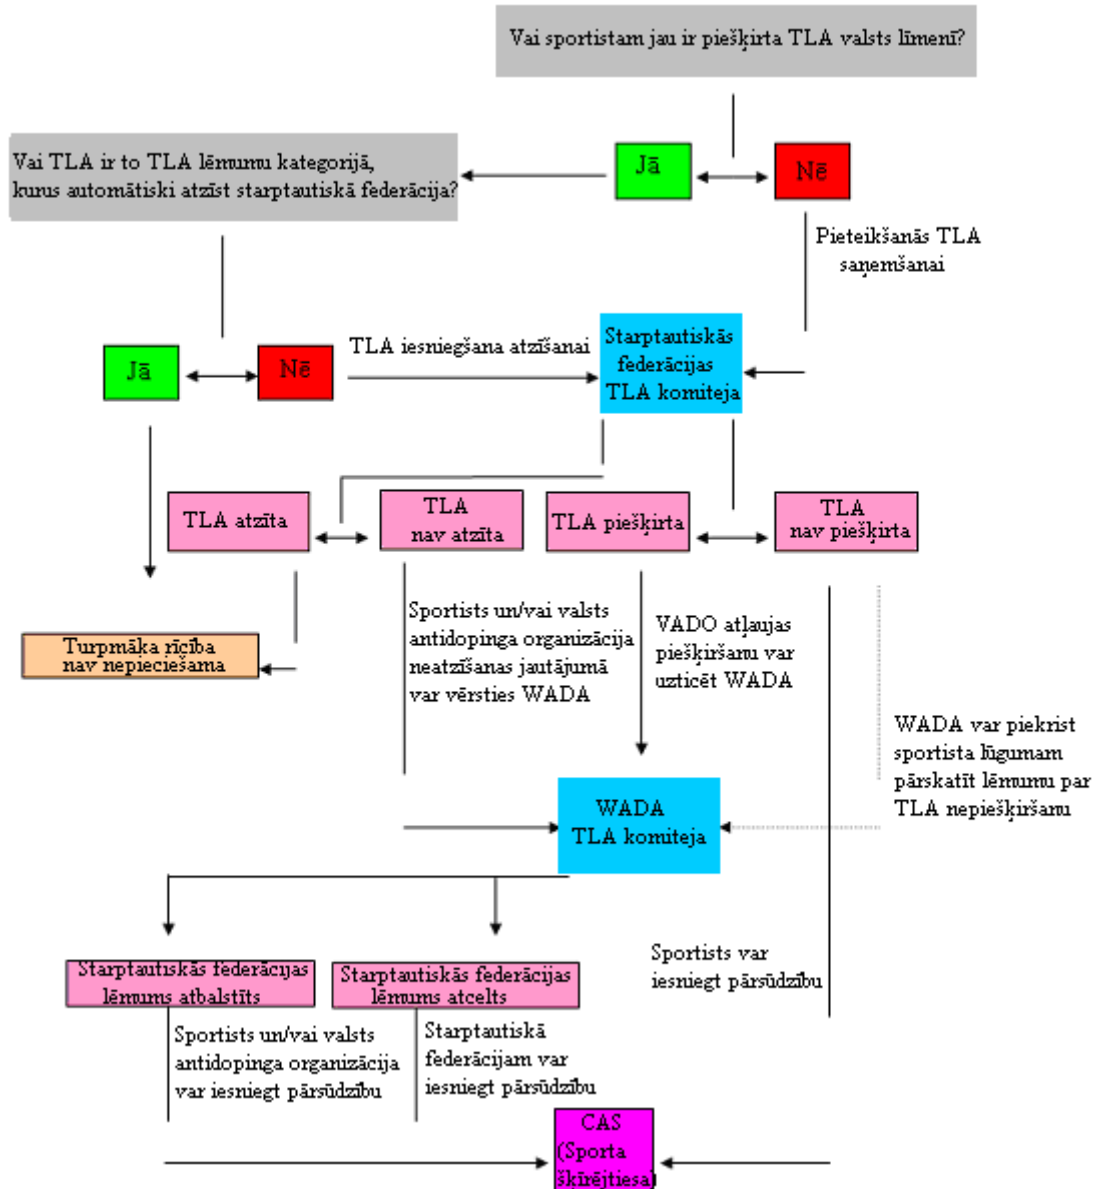 Vai sportistam jau ir piešķirta TLA valsts līmenī?
Vai TLA ir to TLA lēmumu kategorijā,
kurus automātiski atzīst starptautiskā federācija?
Jā
Nē
Pieteikšanās TLA
saņemšanai
Jā
Nē
TLA iesniegšana atzīšanai
Starptautiskās
federācijas
TLA komiteja
TLA atzīta
TLA
nav atzīta
TLA piešķirta
TLA
nav piešķirta
Turpmāka rīcība
nav nepieciešama
Sportists un/vai valsts
antidopinga organizācija
neatzīšanas jautājumā
var vērsties WADA
VADO atļaujas
piešķiršanu var
uzticēt WADA
WADA var piekrist
sportista lūgumam
pārskatīt lēmumu par
TLA nepiešķiršanu
WADA
TLA komiteja
Sportists var
iesniegt pārsūdzību
Starptautiskās federācijas
lēmums atbalstīts
Starptautiskās federācijas
lēmums atcelts
Sportists un/vai valsts
antidopinga organizācija
var iesniegt pārsūdzību
Starptautiskā
federācijam var
iesniegt pārsūdzību
CAS
(Sporta
šķīrējtiesa)